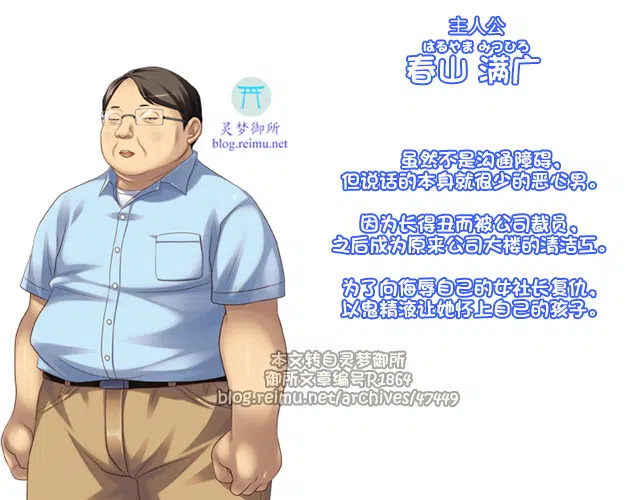 主人公
はるやま みつひろ
春山 满广
灵梦御所
blog.reimu.net
虽然不是沟通障碍，
但说话的本身就很少的恶心男。
因为长得丑而被公司裁员，
之后成为原来公司大楼的清洁工。
为了向侮辱自己的女社长复仇，
以鬼精液让她仔上自己的孩子。
本文转自灵梦御所
御所文章编号R1864
blog.reimu.net/archives/47449